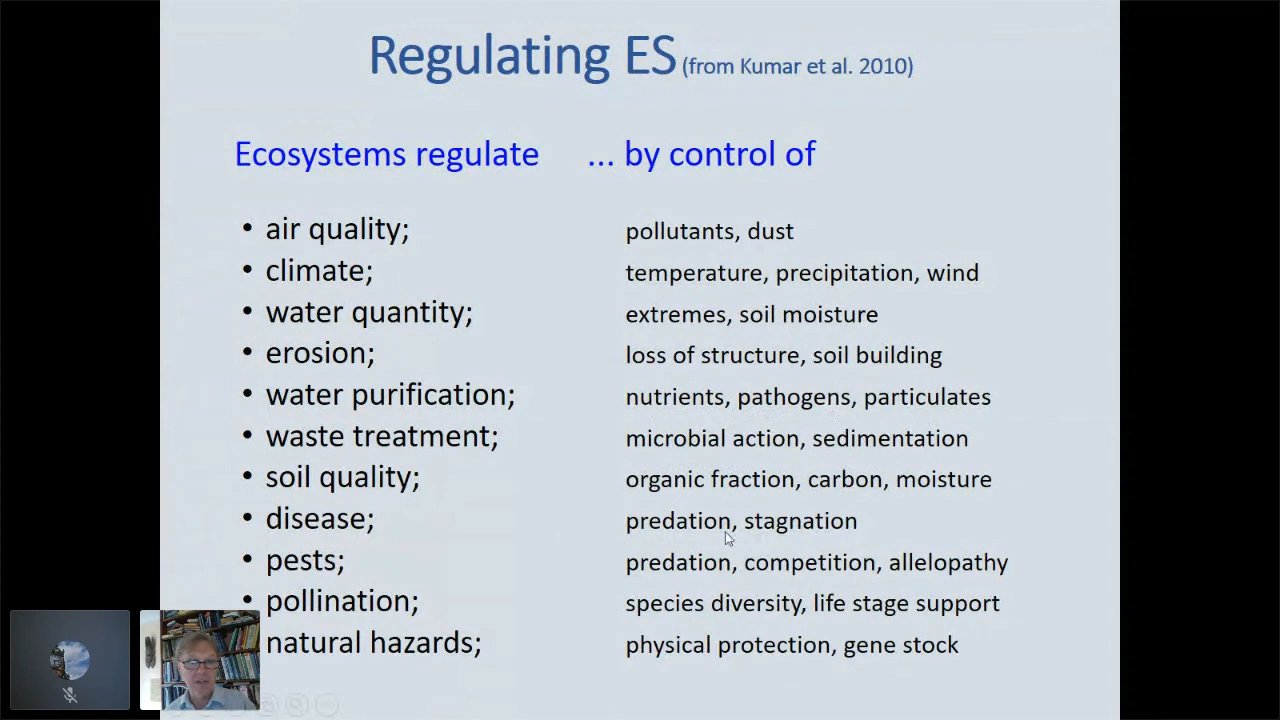 Regulating ES (from Kumar et al. 2010)
Ecosystems regulate ... by control of
• air quality; pollutants, dust
• climate; temperature, precipitation, wind
• water quantity; extremes, soil moisture
• erosion; loss of structure, soil building
• water purification; nutrients, pathogens, particulates
• waste treatment; microbial action, sedimentation
• soil quality; organic fraction, carbon, moisture
• disease; predation, stagnation
• pests; predation, competition, allelopathy
• pollination; species diversity, life stage support
natural hazards; physical protection, gene stock